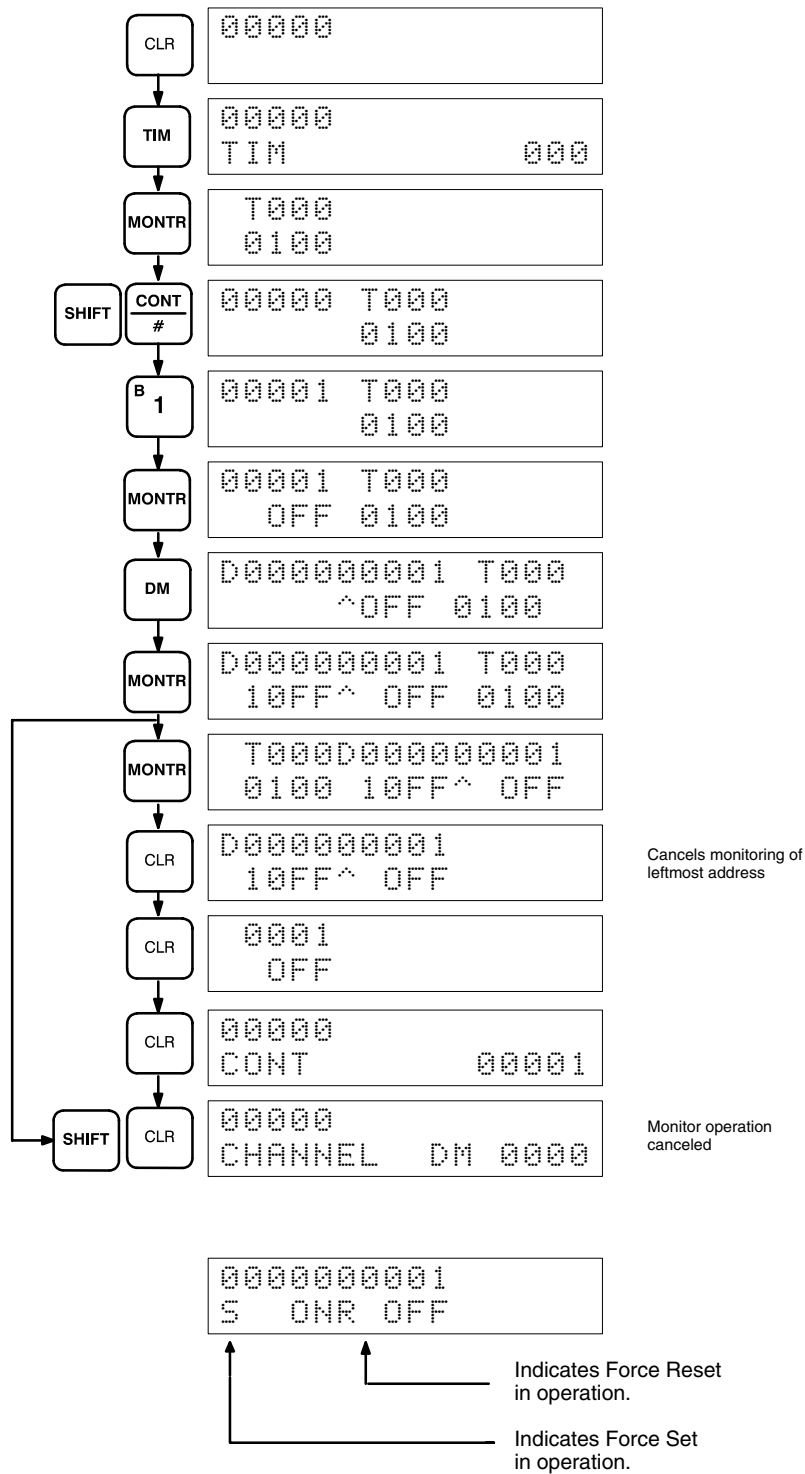 CLR
00000
TIM
00000
TIM 000
MONTR
T000
0100
SHIFT
CONT
#
00000 T000
0100
B
1
00001 T000
0100
MONTR
00001 T000
OFF 0100
DM
D000000001 T000
^OFF 0100
MONTR
D000000001 T000
10FF^ OFF 0100
MONTR
T000D000000001
0100 10FF^ OFF
CLR
D000000001
10FF^ OFF
Cancels monitoring of
leftmost address
CLR
0001
OFF
CLR
00000
CONT 00001
SHIFT
CLR
00000
CHANNEL DM 0000
Monitor operation
canceled
0000000001
S ONR OFF
Indicates Force Reset
in operation.
Indicates Force Set
in operation.